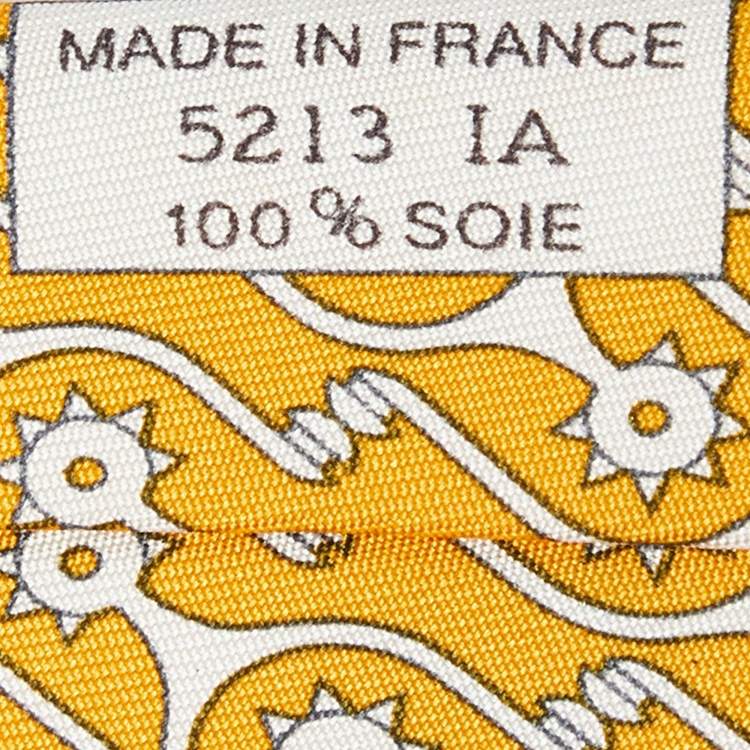 MADE IN FRANCE
5213 IA
100% SOIE